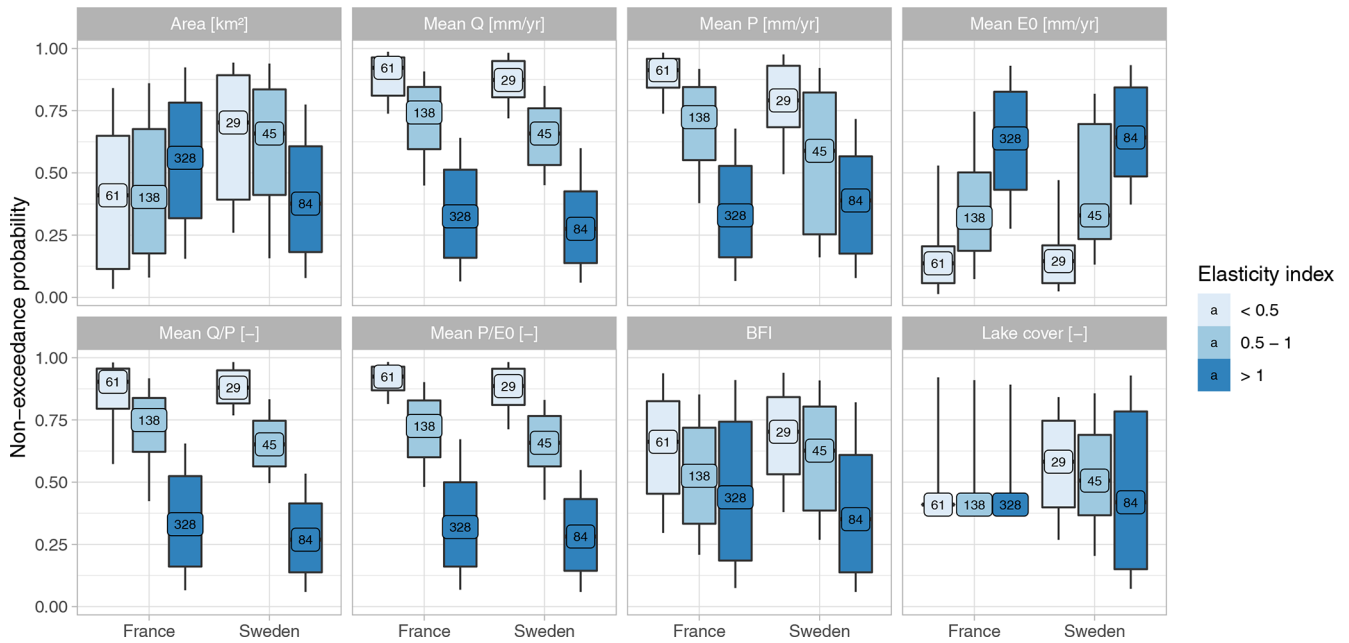 Area [km²]
Mean Q [mm/yr]
Mean P [mm/yr]
Mean E0 [mm/yr]
Non−exceedance probability
1.00
0.75
0.50
0.25
0.00
61
138
328
29
45
84
61
138
328
29
45
84
61
138
328
29
45
84
61
138
328
29
45
84
Mean Q/P [−]
Mean P/E0 [−]
BFI
Lake cover [−]
1.00
0.75
0.50
0.25
0.00
61
138
328
29
45
84
61
138
328
29
45
84
61
138
328
29
45
84
61
138
328
29
45
84
France
Sweden
France
Sweden
France
Sweden
France
Sweden
Elasticity index
a < 0.5
a 0.5 − 1
a > 1